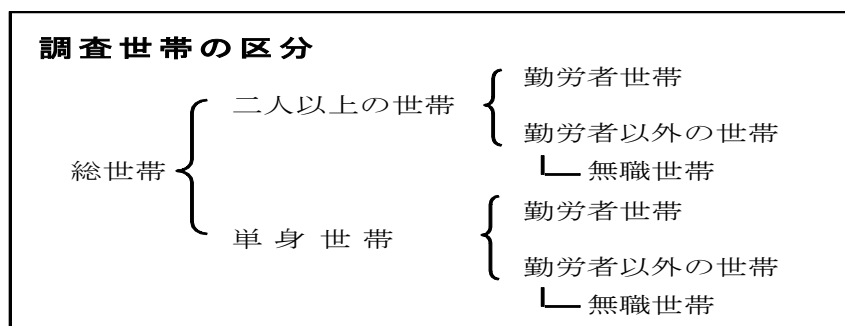 調査世帯の区分
総世帯
二人以上の世帯
勤労者世帯
勤労者以外の世帯
無職世帯
単身世帯
勤労者世帯
勤労者以外の世帯
無職世帯